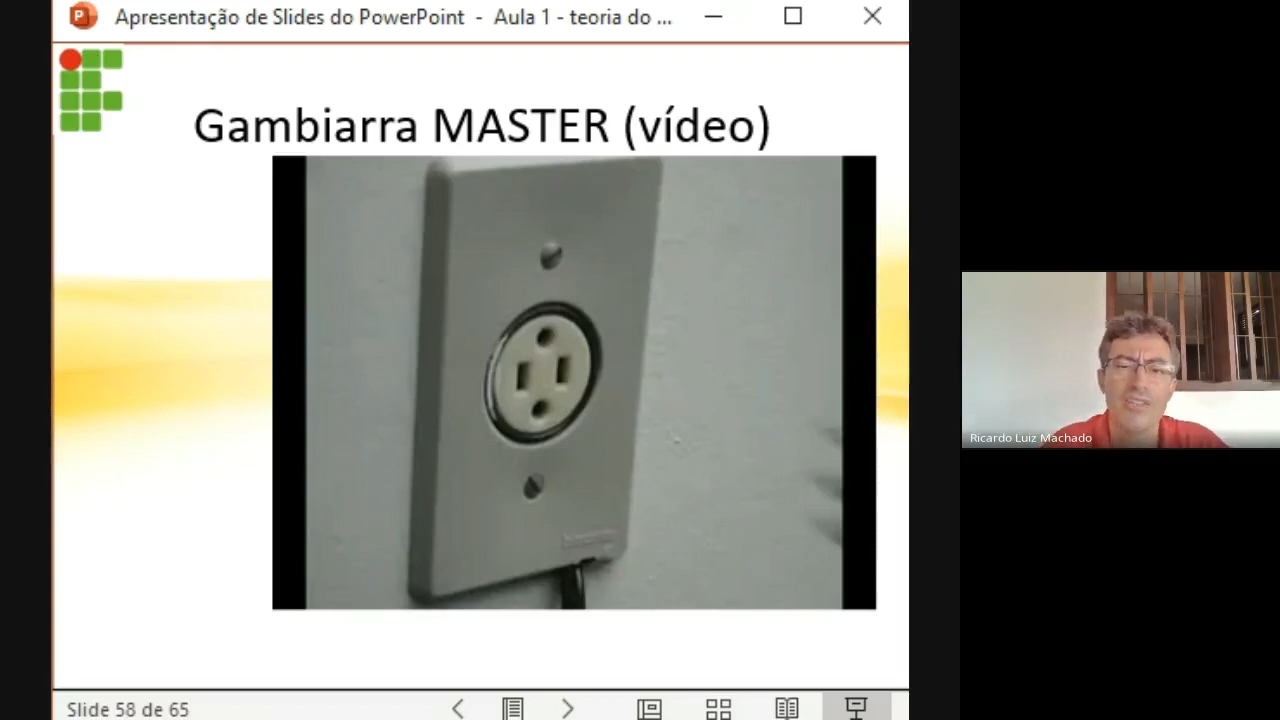 Apresentação de Slides do PowerPoint - Aula 1 - teoria do ...
Gambiarra MASTER (vídeo)
Ricardo Luiz Machado
Slide 58 de 65